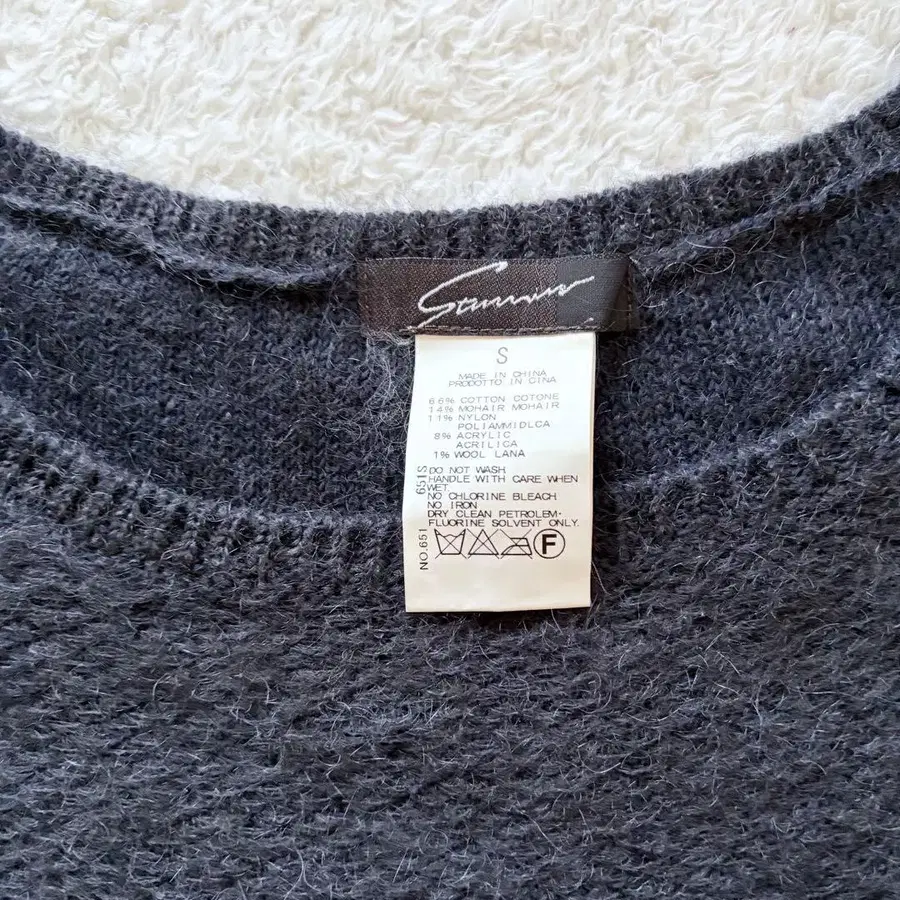 S
MADE IN CHINA
PRODOTTO IN CINA
66% COTTON COTONE
14% MOHAIR MOHAIR
11% NYLON
POLIAMMIDLCA
8% ACRYLIC
ACRILICA
1% WOOL LANA
DO NOT WASH
HANDLE WITH CARE WHEN
WET
NO CHLORINE BLEACH
NO IRON
DRY CLEAN PETROLEM·
FLUORINE SOLVENT ONLY.
F
NO.651 651S